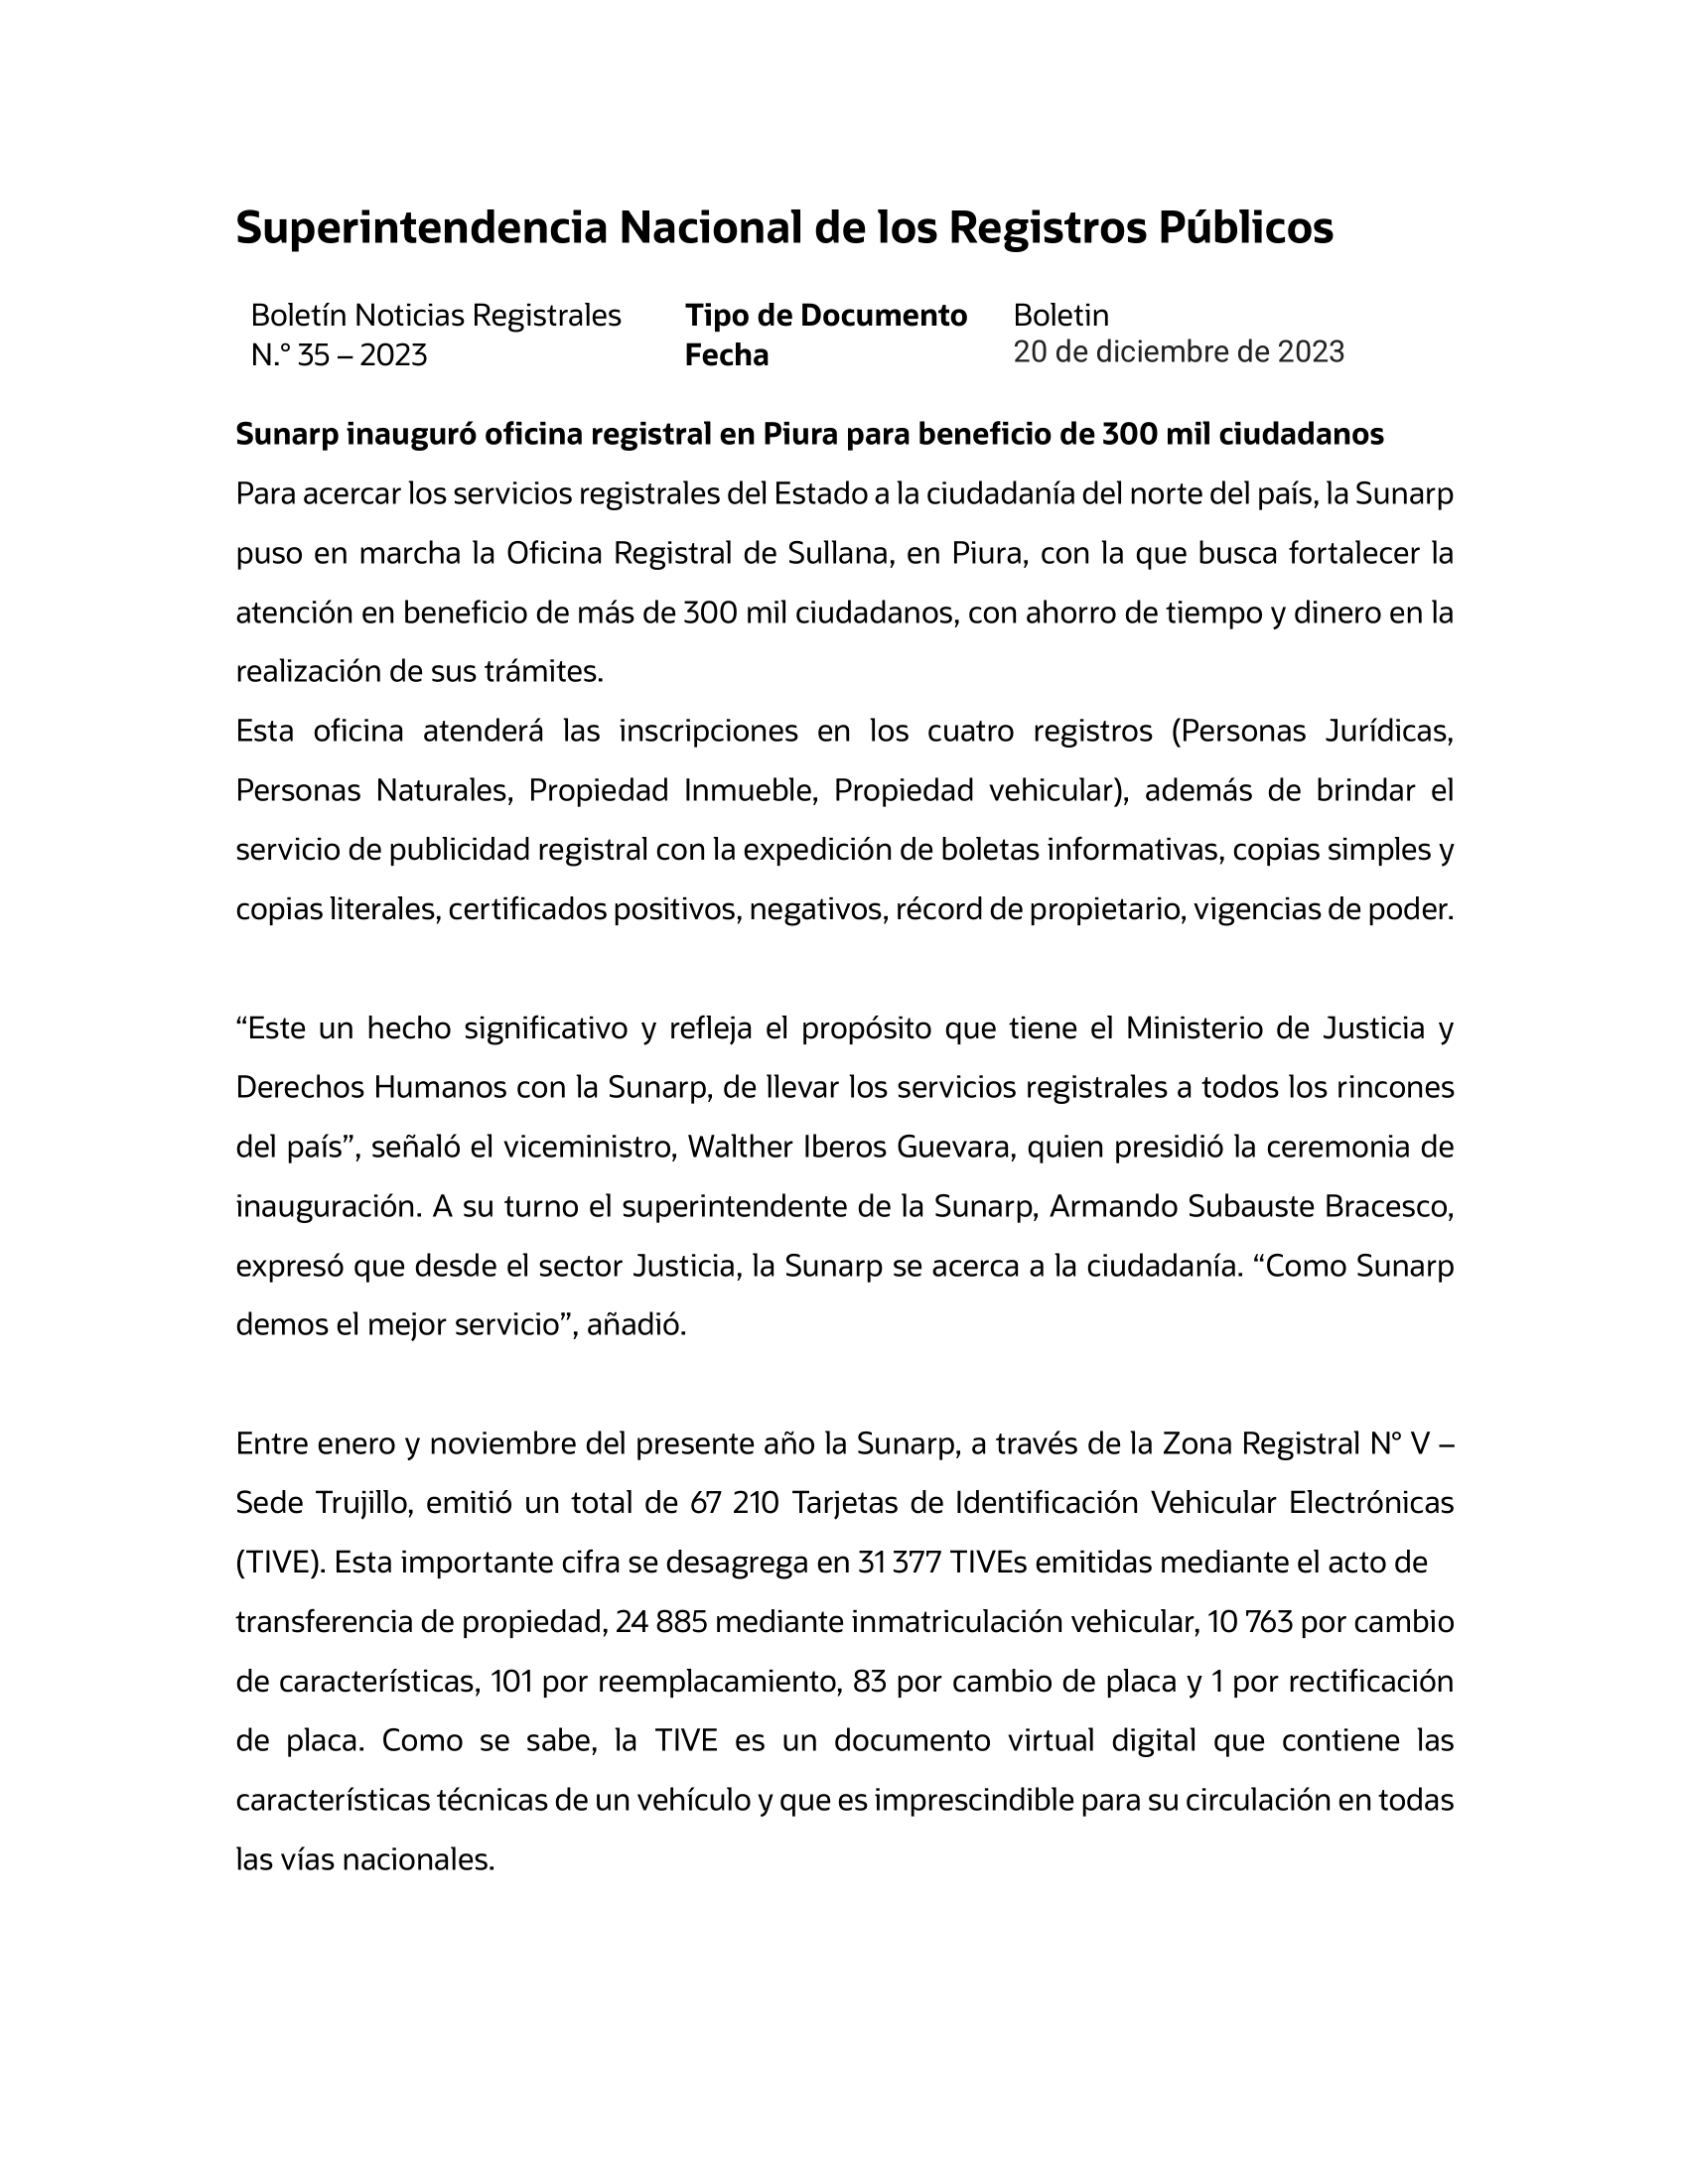 Superintendencia Nacional de los Registros Públicos
Boletín Noticias Registrales
N.° 35 – 2023
Tipo de Documento
Fecha
Boletin
20 de diciembre de 2023
Sunarp inauguró oficina registral en Piura para beneficio de 300 mil ciudadanos
Para acercar los servicios registrales del Estado a la ciudadanía del norte del país, la Sunarp
puso en marcha la Oficina Registral de Sullana, en Piura, con la que busca fortalecer la
atención en beneficio de más de 300 mil ciudadanos, con ahorro de tiempo y dinero en la
realización de sus trámites.
Esta oficina atenderá las inscripciones en los cuatro registros (Personas Jurídicas,
Personas Naturales, Propiedad Inmueble, Propiedad vehicular), además de brindar el
servicio de publicidad registral con la expedición de boletas informativas, copias simples y
copias literales, certificados positivos, negativos, récord de propietario, vigencias de poder.
“Este un hecho significativo y refleja el propósito que tiene el Ministerio de Justicia y
Derechos Humanos con la Sunarp, de llevar los servicios registrales a todos los rincones
del país”, señaló el viceministro, Walther Iberos Guevara, quien presidió la ceremonia de
inauguración. A su turno el superintendente de la Sunarp, Armando Subauste Bracesco,
expresó que desde el sector Justicia, la Sunarp se acerca a la ciudadanía. “Como Sunarp
demos el mejor servicio”, añadió.
Entre enero y noviembre del presente año la Sunarp, a través de la Zona Registral N° V –
Sede Trujillo, emitió un total de 67 210 Tarjetas de Identificación Vehicular Electrónicas
(TIVE). Esta importante cifra se desagrega en 31 377 TIVEs emitidas mediante el acto de
transferencia de propiedad, 24 885 mediante inmatriculación vehicular, 10 763 por cambio
de características, 101 por reemplacamiento, 83 por cambio de placa y 1 por rectificación
de placa. Como se sabe, la TIVE es un documento virtual digital que contiene las
características técnicas de un vehículo y que es imprescindible para su circulación en todas
las vías nacionales.